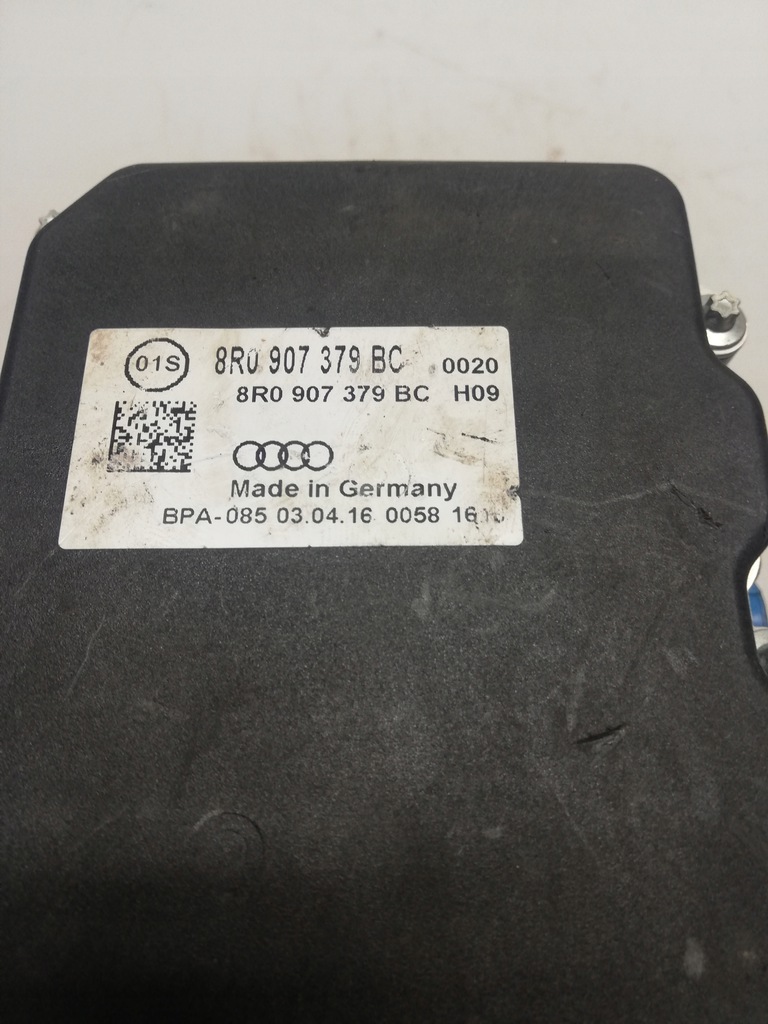 01S 8R0 907 379 BC 0020
8R0 907 379 BC H09
Made in Germany
BPA-085 03.04.16 0058